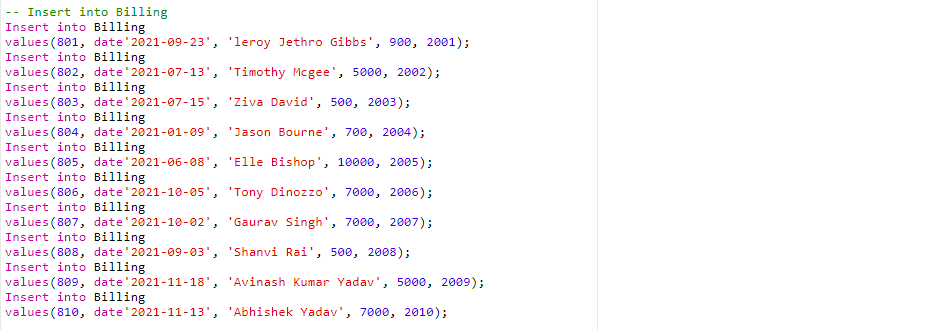 -- Insert into Billing
Insert into Billing
values(801, date'2021-09-23', 'leroy Jethro Gibbs', 900, 2001);
Insert into Billing
values(802, date'2021-07-13', 'Timothy Mcgee', 5000, 2002);
Insert into Billing
values(803, date'2021-07-15', 'Ziva David', 500, 2003);
Insert into Billing
values(804, date'2021-01-09', 'Jason Bourne', 700, 2004);
Insert into Billing
values(805, date'2021-06-08', 'Elle Bishop', 10000, 2005);
Insert into Billing
values(806, date'2021-10-05', 'Tony Dinozzo', 7000, 2006);
Insert into Billing
values(807, date'2021-10-02', 'Gaurav Singh', 7000, 2007);
Insert into Billing
values(808, date'2021-09-03', 'Shanvi Rai', 500, 2008);
Insert into Billing
values(809, date'2021-11-18', 'Avinash Kumar Yadav', 5000, 2009);
Insert into Billing
values(810, date'2021-11-13', 'Abhishek Yadav', 7000, 2010);